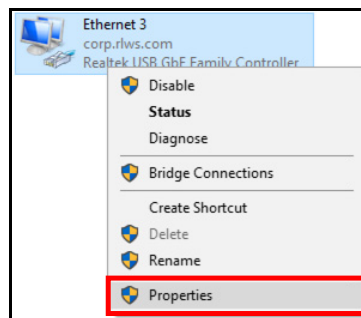 Ethernet 3
corp.rlws.com
Realtek USB GbE Family Controller
Disable
Status
Diagnose
Bridge Connections
Create Shortcut
Delete
Rename
Properties